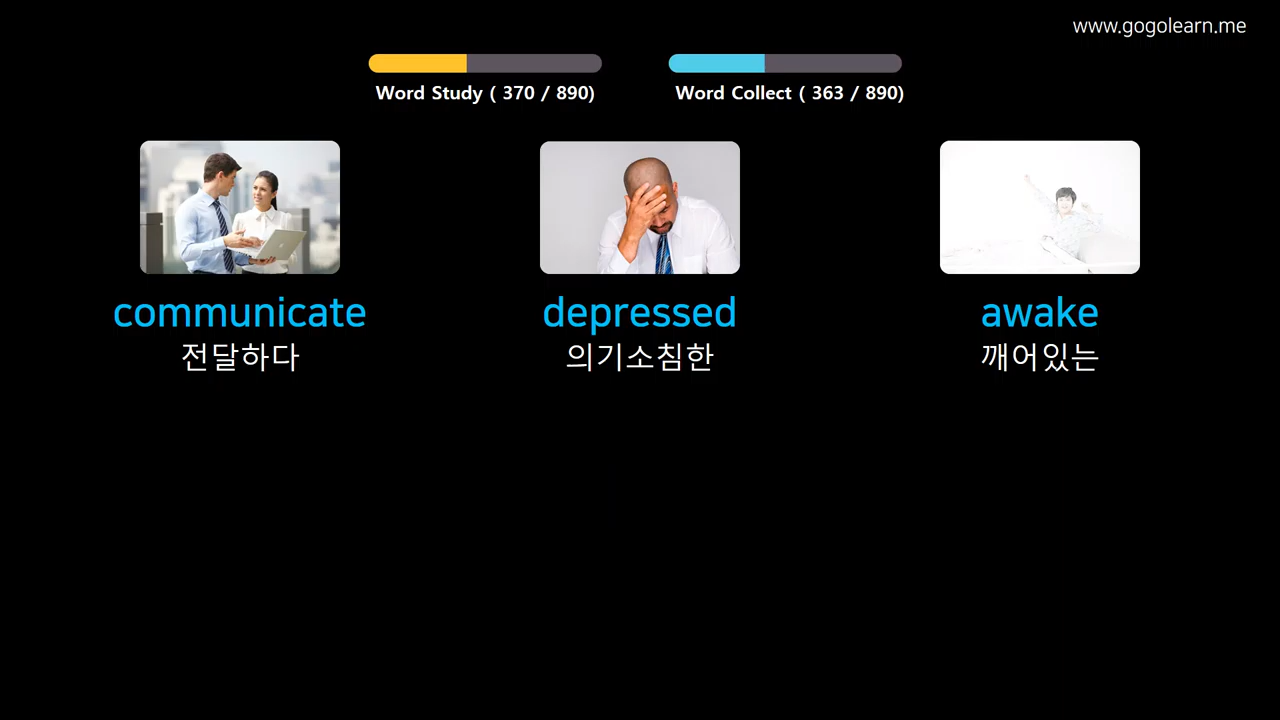 www.gogolearn.me
Word Study ( 370 / 890)
Word Collect ( 363 / 890)
communicate
전달하다
depressed
의기소침한
awake
깨어있는